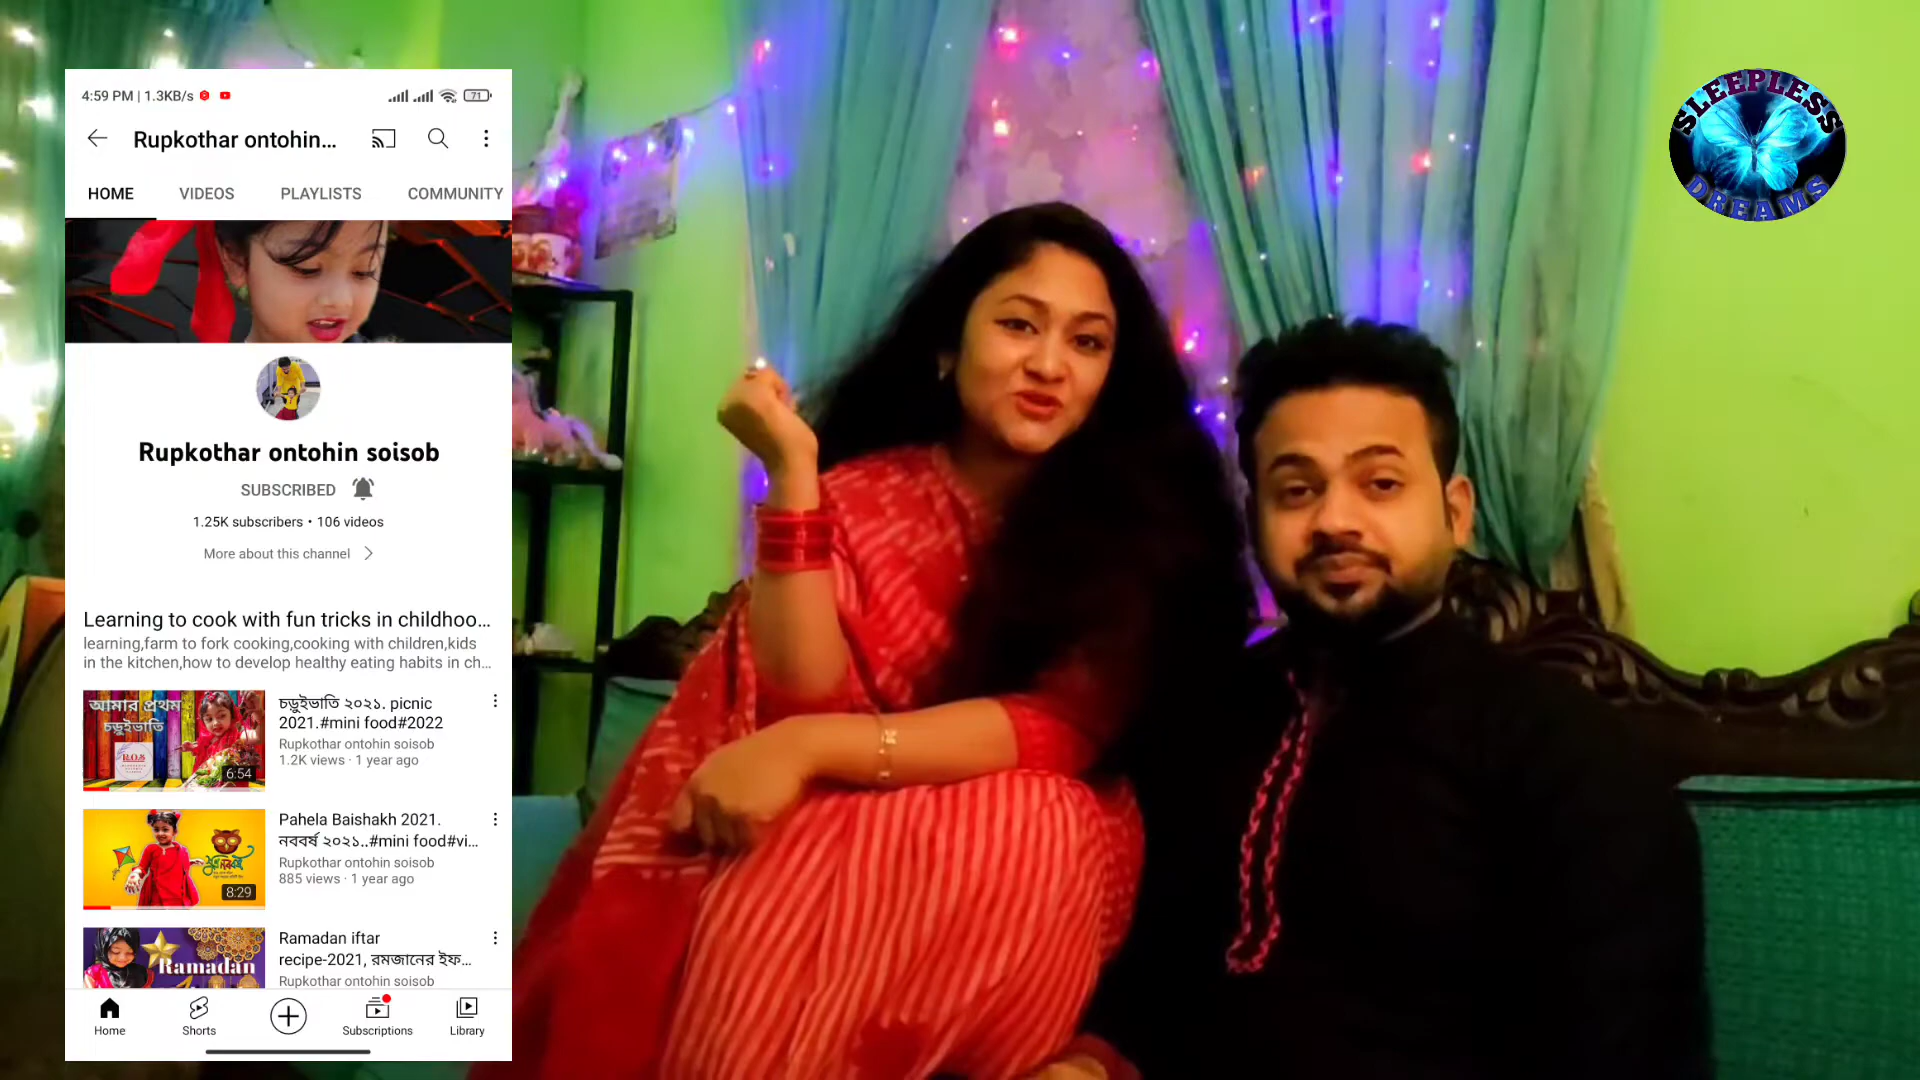 4:59 PM | 1.3KB/s
71
Rupkothar ontohin...
HOME VIDEOS PLAYLISTS COMMUNITY
Rupkothar ontohin soisob
SUBSCRIBED
1.25K subscribers • 106 videos
More about this channel
Learning to cook with fun tricks in childhoo...
learning,farm to fork cooking,cooking with children,kids
in the kitchen,how to develop healthy eating habits in ch...
আমার প্রথম
চড়ুইভাতি
R.O.S
6:54
চড়ুইভাতি ২০২১. picnic
2021.#mini food#2022
Rupkothar ontohin soisob
1.2K views · 1 year ago
8:29
Pahela Baishakh 2021.
নববর্ষ ২০২১..#mini food#vi...
Rupkothar ontohin soisob
885 views · 1 year ago
Ramadan
Ramadan iftar
recipe-2021, রমজানের ইফ...
Rupkothar ontohin soisob
Home Shorts Subscriptions Library
SLEEPLESS
DREAMS